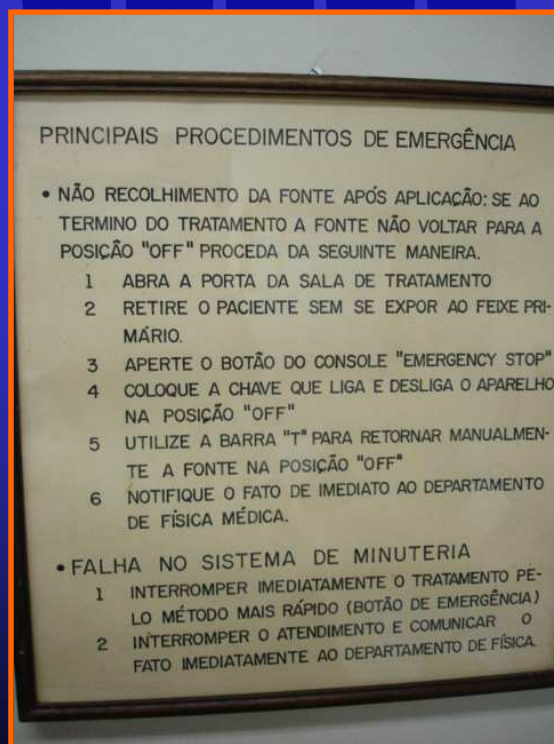 PRINCIPAIS PROCEDIMENTOS DE EMERGÊNCIA
• NÃO RECOLHIMENTO DA FONTE APÓS APLICAÇÃO: SE AO
TERMINO DO TRATAMENTO A FONTE NÃO VOLTAR PARA A
POSIÇÃO "OFF" PROCEDA DA SEGUINTE MANEIRA.
1 ABRA A PORTA DA SALA DE TRATAMENTO
2 RETIRE O PACIENTE SEM SE EXPOR AO FEIXE PRI-
MÁRIO.
3 APERTE O BOTÃO DO CONSOLE "EMERGENCY STOP"
4 COLOQUE A CHAVE QUE LIGA E DESLIGA O APARELHO
NA POSIÇÃO "OFF"
5 UTILIZE A BARRA "T" PARA RETORNAR MANUALMEN-
TE A FONTE NA POSIÇÃO "OFF"
6 NOTIFIQUE O FATO DE IMEDIATO AO DEPARTAMENTO
DE FÍSICA MÉDICA.
• FALHA NO SISTEMA DE MINUTERIA
1 INTERROMPER IMEDIATAMENTE O TRATAMENTO PE-
LO MÉTODO MAIS RÁPIDO (BOTÃO DE EMERGÊNCIA)
2 INTERROMPER O ATENDIMENTO E COMUNICAR O
FATO IMEDIATAMENTE AO DEPARTAMENTO DE FÍSICA.